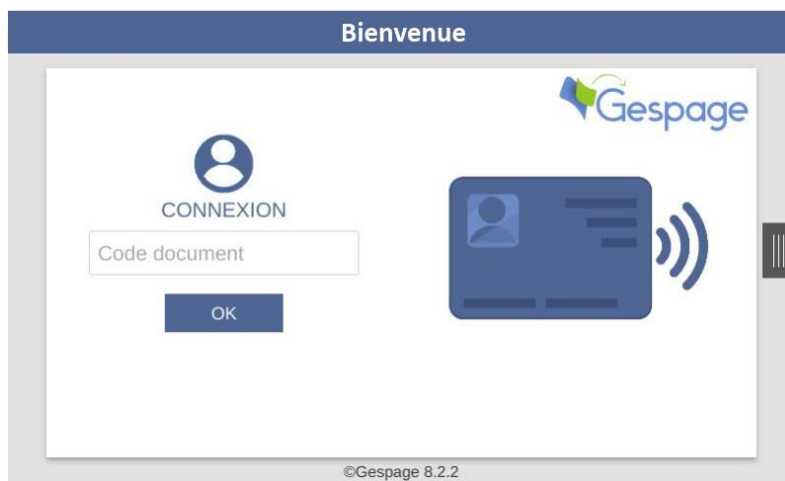 Bienvenue
Gespage
CONNEXION
Code document
OK
©Gespage 8.2.2